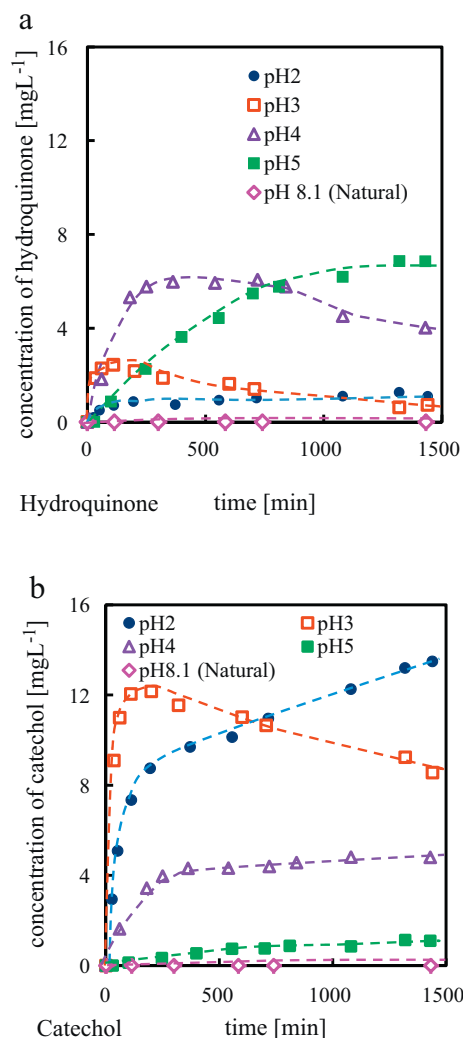 a
16
12
8
4
0
concentration of hydroquinone [mgL-1]
pH2
pH3
pH4
pH5
pH 8.1 (Natural)
0 500 1000 1500
Hydroquinone time [min]
b
16
12
8
4
0
concentration of catechol [mgL-1]
pH2 pH3
pH4 pH5
pH8.1 (Natural)
0 500 1000 1500
Catechol time [min]